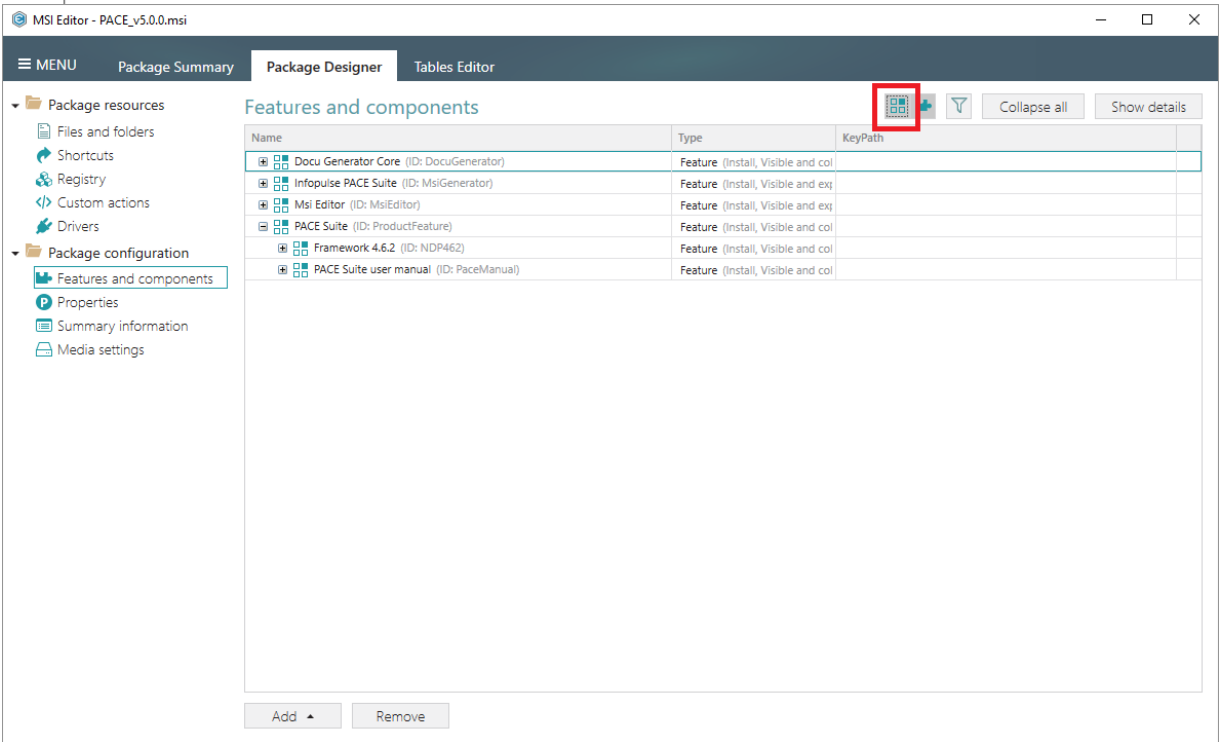 MSI Editor - PACE_v5.0.0.msi
MENU Package Summary Package Designer Tables Editor
Package resources
Files and folders
Shortcuts
Registry
Custom actions
Drivers
Package configuration
Features and components
Properties
Summary information
Media settings
Features and components Collapse all Show details
Name Type KeyPath
Docu Generator Core (ID: DocuGenerator) Feature (Install, Visible and col
Infopulse PACE Suite (ID: MsiGenerator) Feature (Install, Visible and exp
Msi Editor (ID: MsiEditor) Feature (Install, Visible and exp
PACE Suite (ID: ProductFeature) Feature (Install, Visible and col
Framework 4.6.2 (ID: NDP462) Feature (Install, Visible and col
PACE Suite user manual (ID: PaceManual) Feature (Install, Visible and col
Add Remove